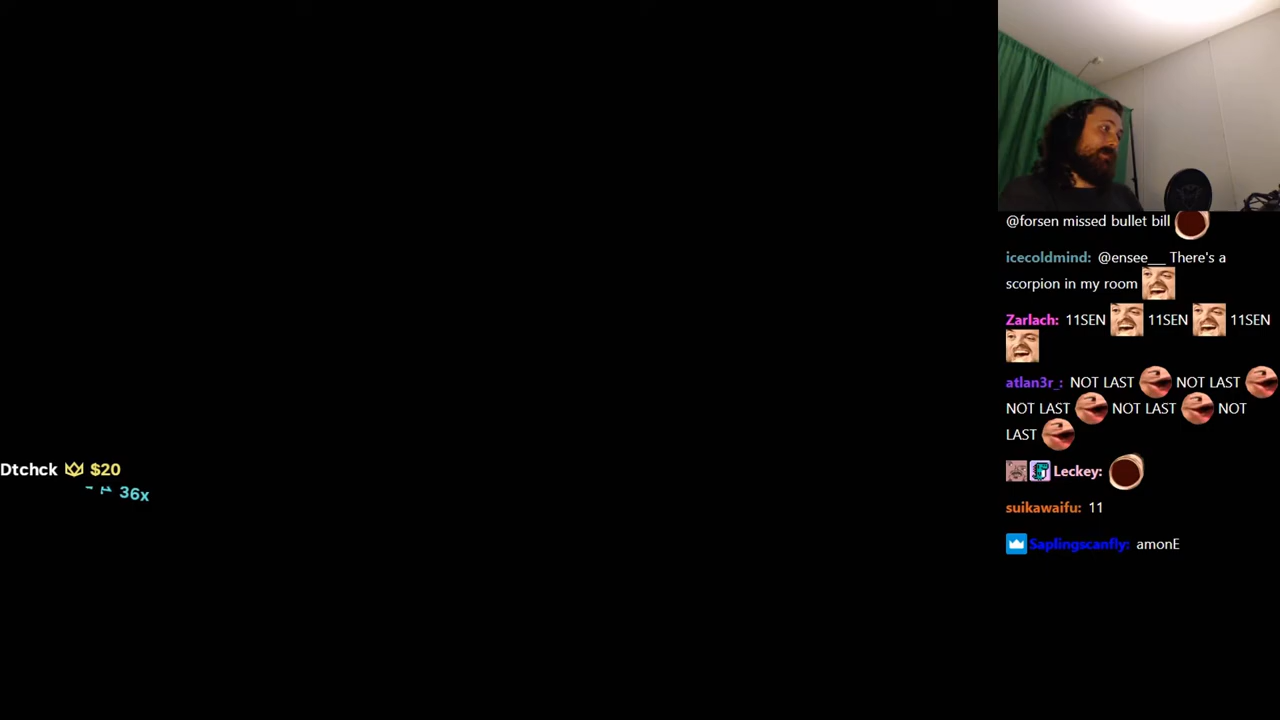 @forsen missed bullet bill
icecoldmind: @ensee__ There's a
scorpion in my room
Zarlach: 11SEN 11SEN 11SEN
atlan3r_: NOT LAST NOT LAST
NOT LAST NOT LAST NOT
LAST
Leckey:
suikawaifu: 11
Saplingscanfly: amonE
Dtchck $20
36x